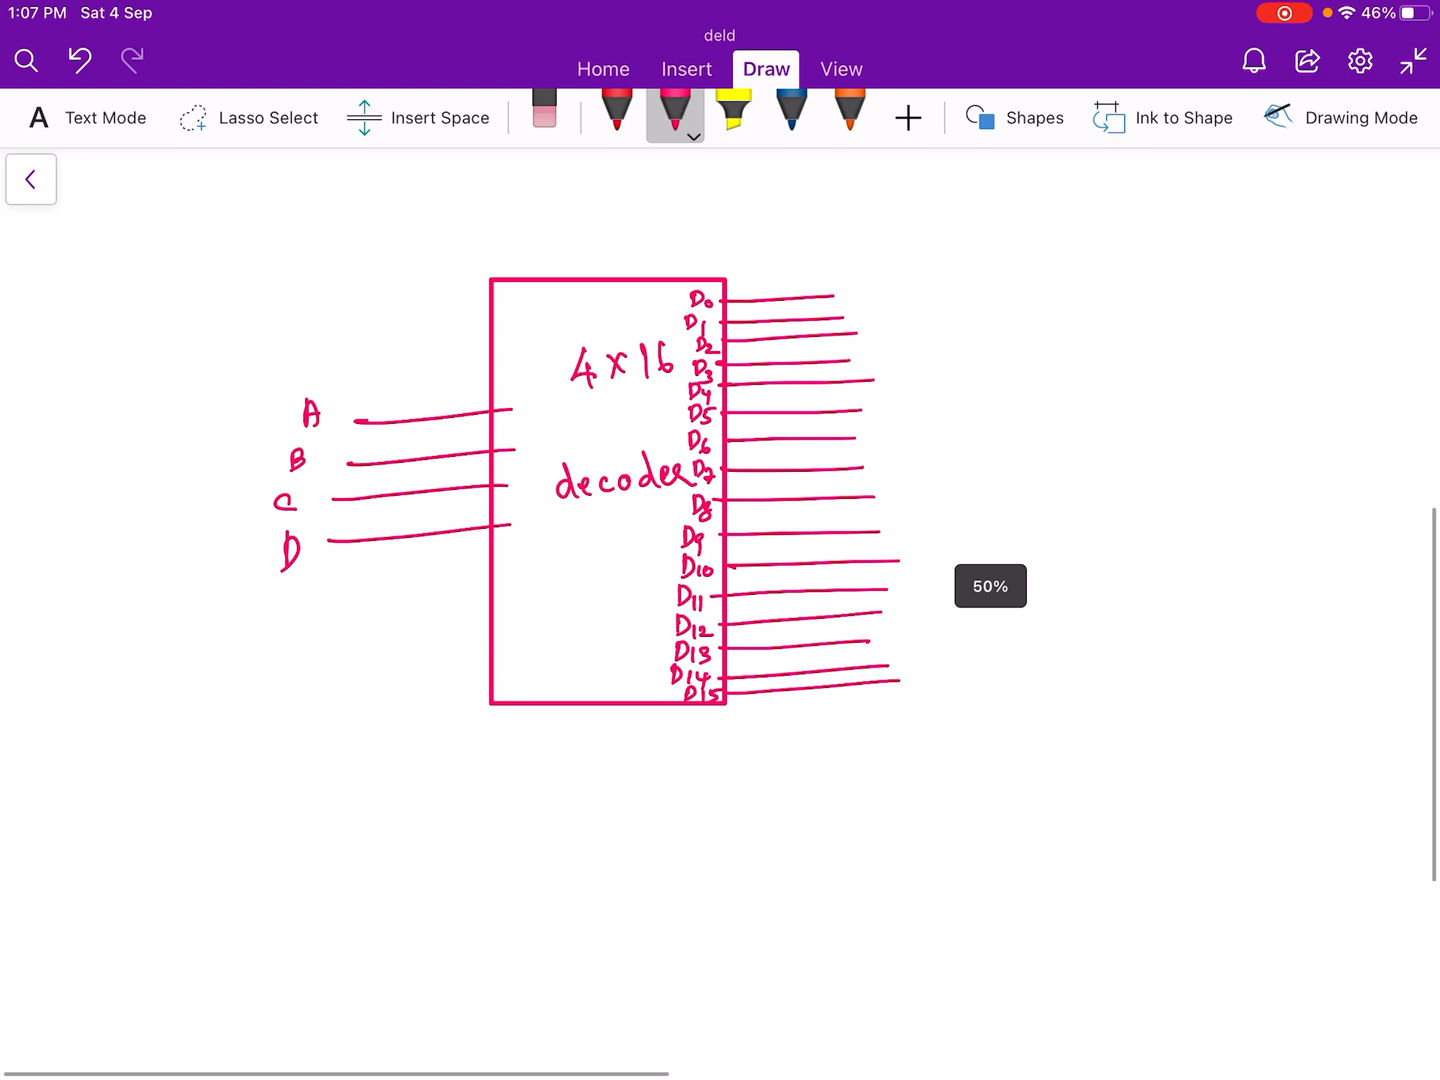 1:07 PM Sat 4 Sep
46%
deld
Home Insert Draw View
A Text Mode Lasso Select Insert Space Shapes Ink to Shape Drawing Mode
4 x 16
decoder
A
B
C
D
D0
D1
D2
D3
D4
D5
D6
D7
D8
D9
D10
D11
D12
D13
D14
D15
50%